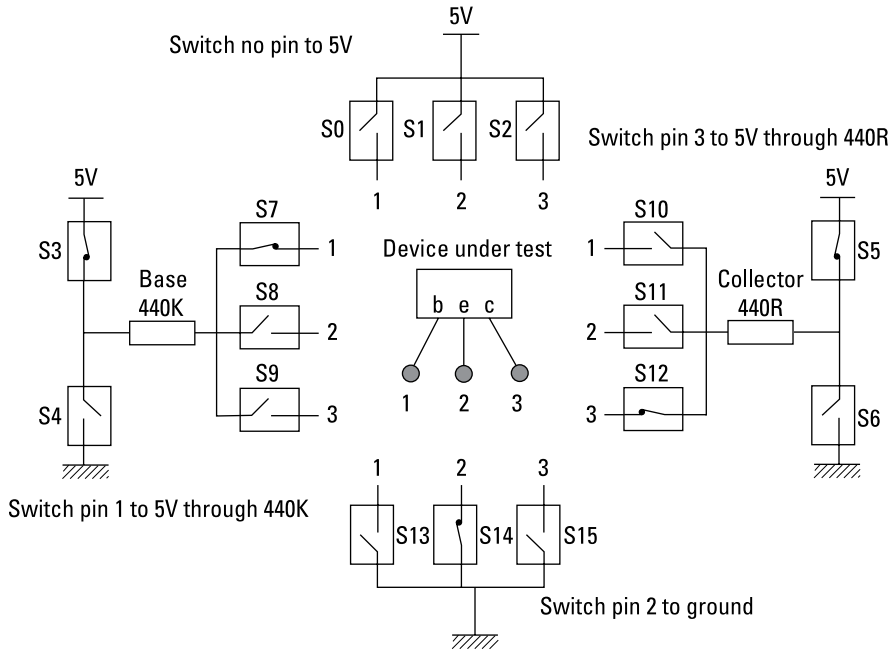 5V
Switch no pin to 5V
S0
S1
S2
1
2
3
Switch pin 3 to 5V through 440R
5V
S3
S4
Base
440K
S7
1
S8
2
S9
3
Switch pin 1 to 5V through 440K
Device under test
b e c
1 2 3
5V
S10
1
S11
2
S12
3
Collector
440R
S5
S6
1
2
3
S13
S14
S15
Switch pin 2 to ground